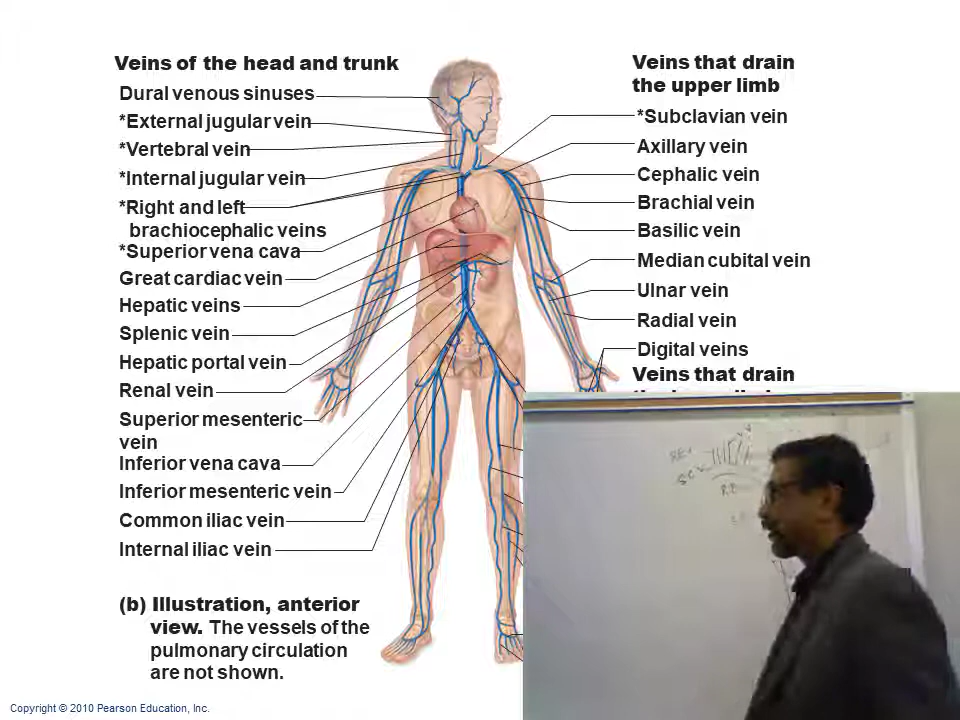 Veins of the head and trunk
Dural venous sinuses
*External jugular vein
*Vertebral vein
*Internal jugular vein
*Right and left
brachiocephalic veins
*Superior vena cava
Great cardiac vein
Hepatic veins
Splenic vein
Hepatic portal vein
Renal vein
Superior mesenteric
vein
Inferior vena cava
Inferior mesenteric vein
Common iliac vein
Internal iliac vein
(b) Illustration, anterior
view. The vessels of the
pulmonary circulation
are not shown.
Veins that drain
the upper limb
*Subclavian vein
Axillary vein
Cephalic vein
Brachial vein
Basilic vein
Median cubital vein
Ulnar vein
Radial vein
Digital veins
Veins that drain
Copyright © 2010 Pearson Education, Inc.